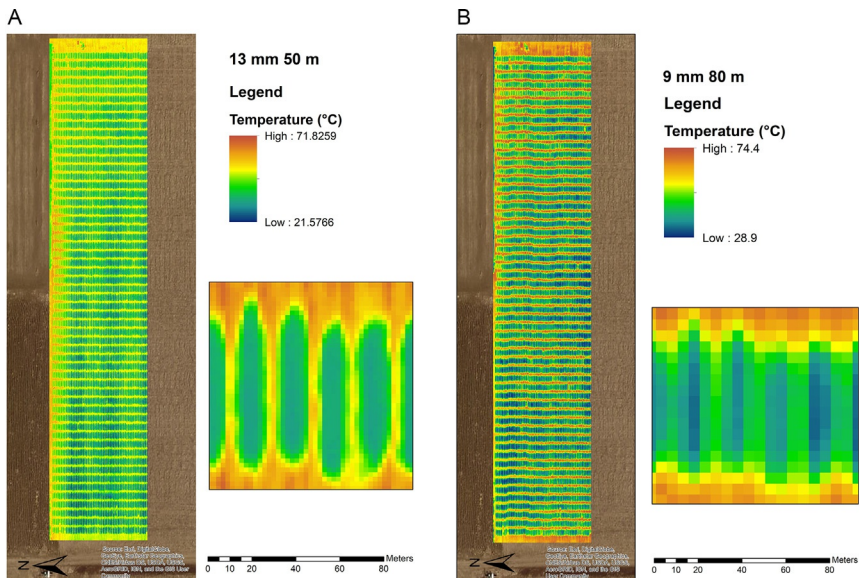 A
13 mm 50 m
Legend
Temperature (°C)
High : 71.8259
Low : 21.5766
N
Meters
0 10 20 40 60 80
B
9 mm 80 m
Legend
Temperature (°C)
High : 74.4
Low : 28.9
N
Meters
0 10 20 40 60 80